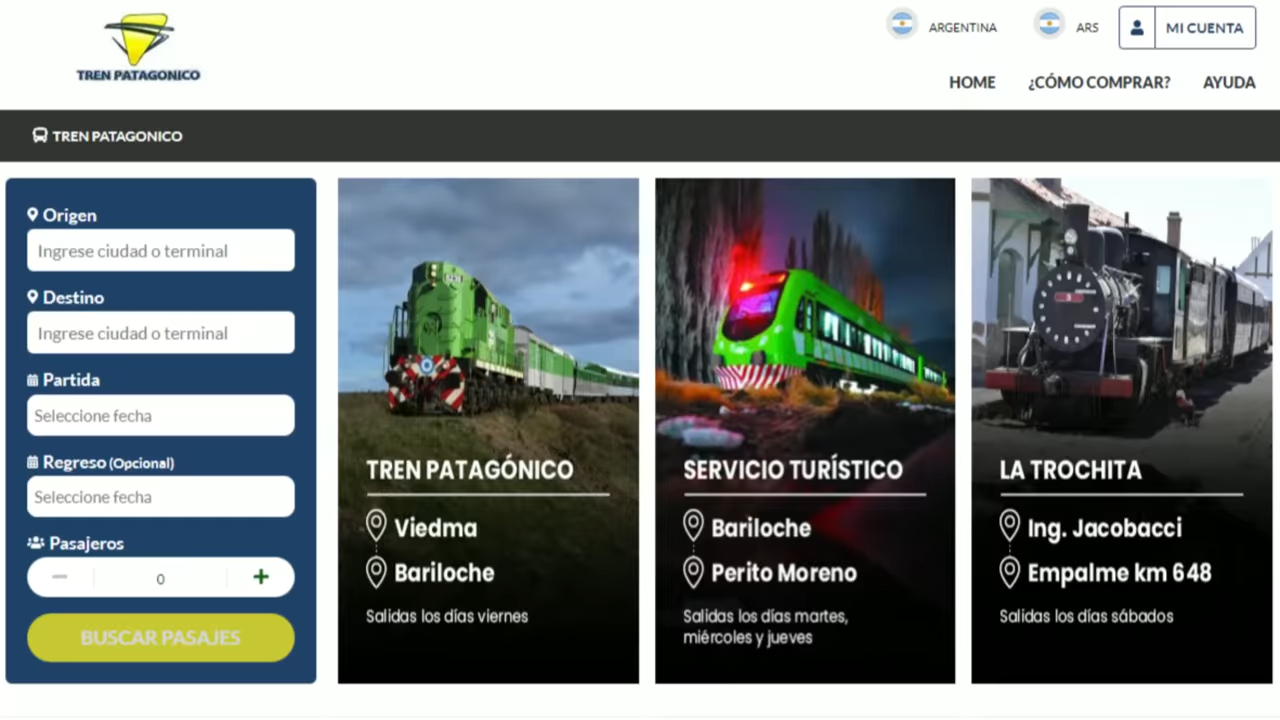 TREN PATAGONICO
ARGENTINA
ARS
MI CUENTA
HOME
¿CÓMO COMPRAR?
AYUDA
TREN PATAGONICO
Origen
Ingrese ciudad o terminal
Destino
Ingrese ciudad o terminal
Partida
Seleccione fecha
Regreso (Opcional)
Seleccione fecha
Pasajeros
− 0 +
BUSCAR PASAJES
TREN PATAGÓNICO
Viedma
Bariloche
Salidas los días viernes
SERVICIO TURÍSTICO
Bariloche
Perito Moreno
Salidas los días martes,
miércoles y jueves
LA TROCHITA
Ing. Jacobacci
Empalme km 648
Salidas los días sábados